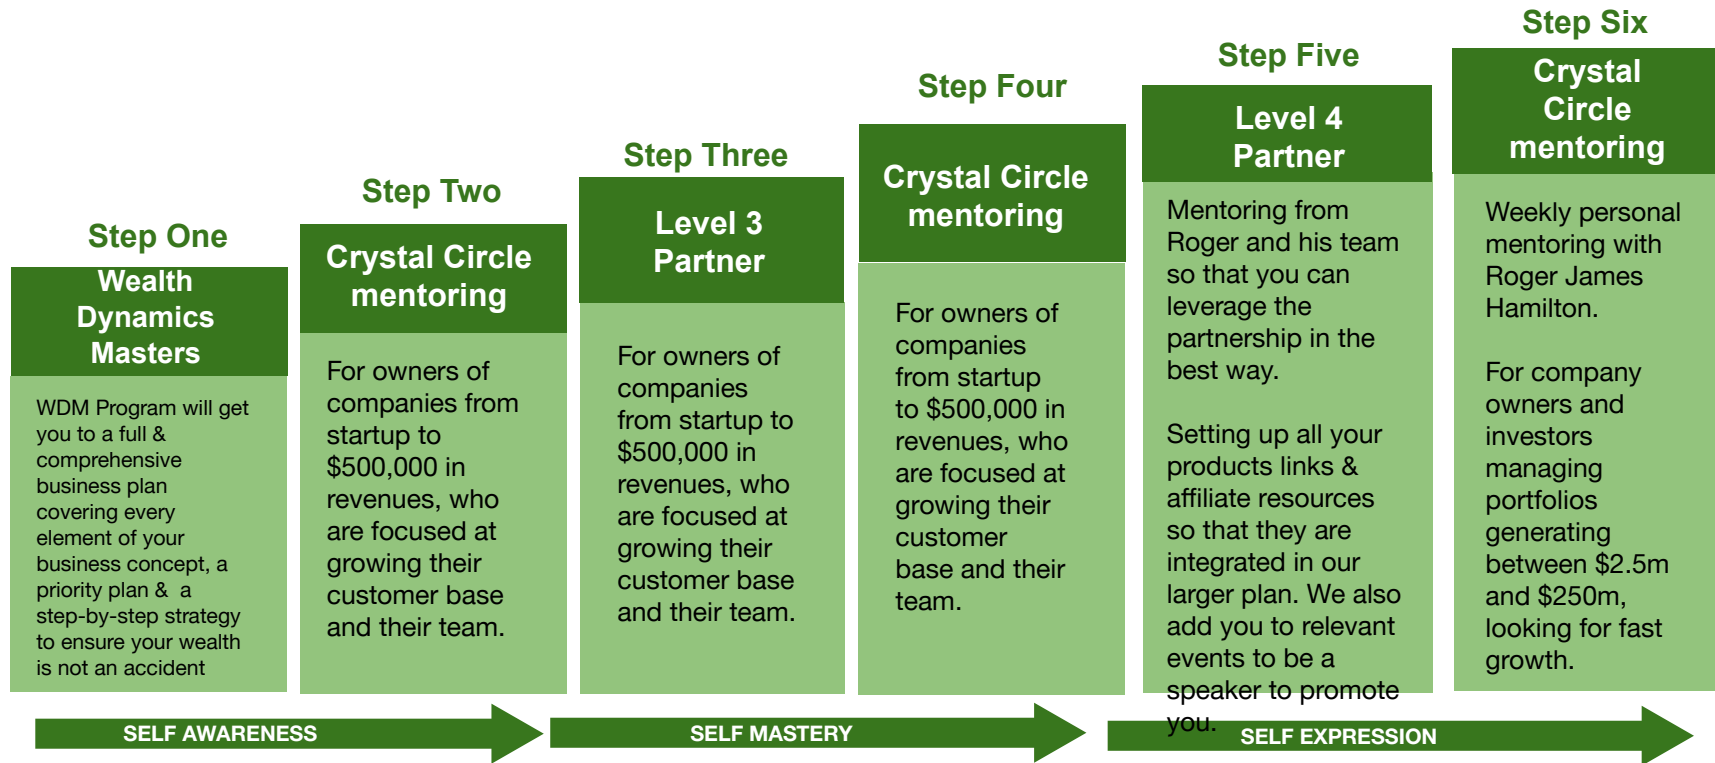 Step One
Wealth
Dynamics
Masters
WDM Program will get
you to a full &
comprehensive
business plan
covering every
element of your
business concept, a
priority plan & a
step-by-step strategy
to ensure your wealth
is not an accident
Step Two
Crystal Circle
mentoring
For owners of
companies from
startup to
$500,000 in
revenues, who
are focused at
growing their
customer base
and their team.
Step Three
Level 3
Partner
For owners of
companies
from startup to
$500,000 in
revenues, who
are focused at
growing their
customer base
and their team.
Step Four
Crystal Circle
mentoring
For owners of
companies
from startup
to $500,000 in
revenues, who
are focused at
growing their
customer
base and their
team.
Step Five
Level 4
Partner
Mentoring from
Roger and his team
so that you can
leverage the
partnership in the
best way.
Setting up all your
products links &
affiliate resources
so that they are
integrated in our
larger plan. We also
add you to relevant
events to be a
speaker to promote
you.
Step Six
Crystal
Circle
mentoring
Weekly personal
mentoring with
Roger James
Hamilton.
For company
owners and
investors
managing
portfolios
generating
between $2.5m
and $250m,
looking for fast
growth.
SELF AWARENESS
SELF MASTERY
SELF EXPRESSION